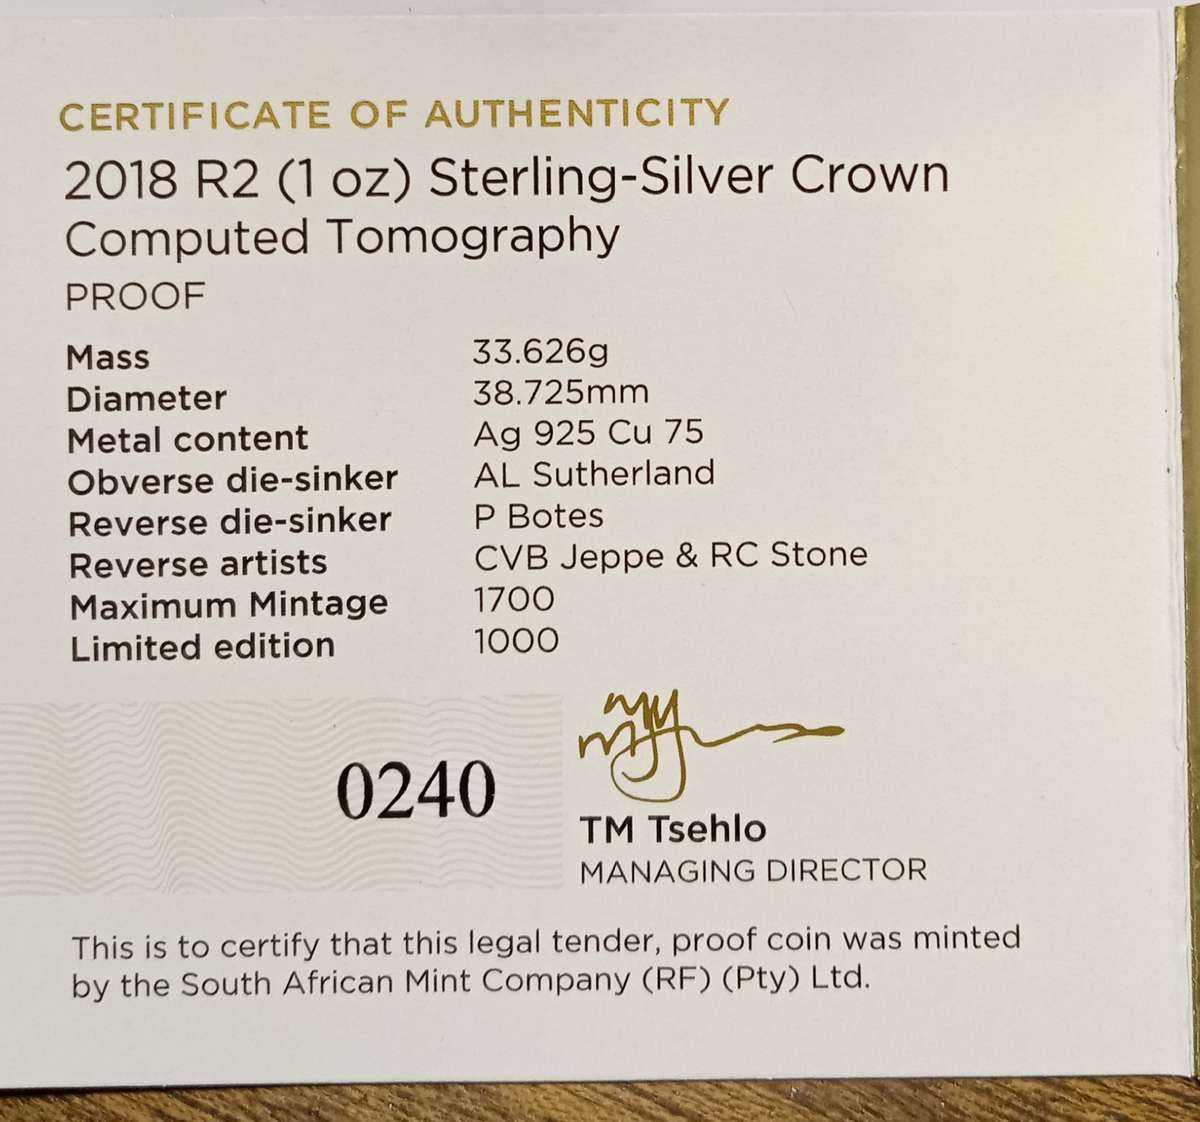 CERTIFICATE OF AUTHENTICITY
2018 R2 (1 oz) Sterling-Silver Crown
Computed Tomography
PROOF
Mass 33.626g
Diameter 38.725mm
Metal content Ag 925 Cu 75
Obverse die-sinker AL Sutherland
Reverse die-sinker P Botes
Reverse artists CVB Jeppe & RC Stone
Maximum Mintage 1700
Limited edition 1000
0240
TM Tsehlo
MANAGING DIRECTOR
This is to certify that this legal tender, proof coin was minted
by the South African Mint Company (RF) (Pty) Ltd.